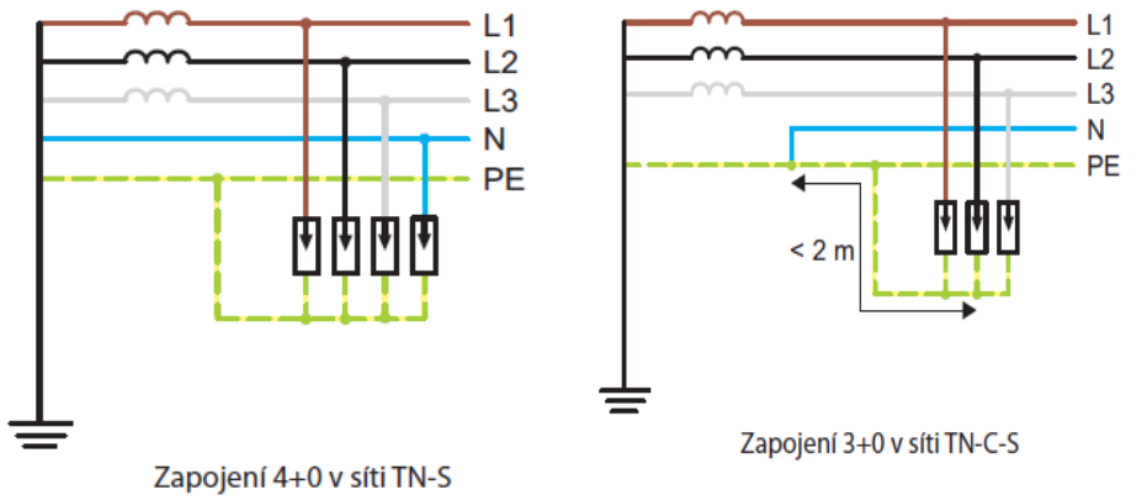 L1
L2
L3
N
PE
Zapojení 4+0 v síti TN-S
L1
L2
L3
N
PE
< 2 m
Zapojení 3+0 v síti TN-C-S